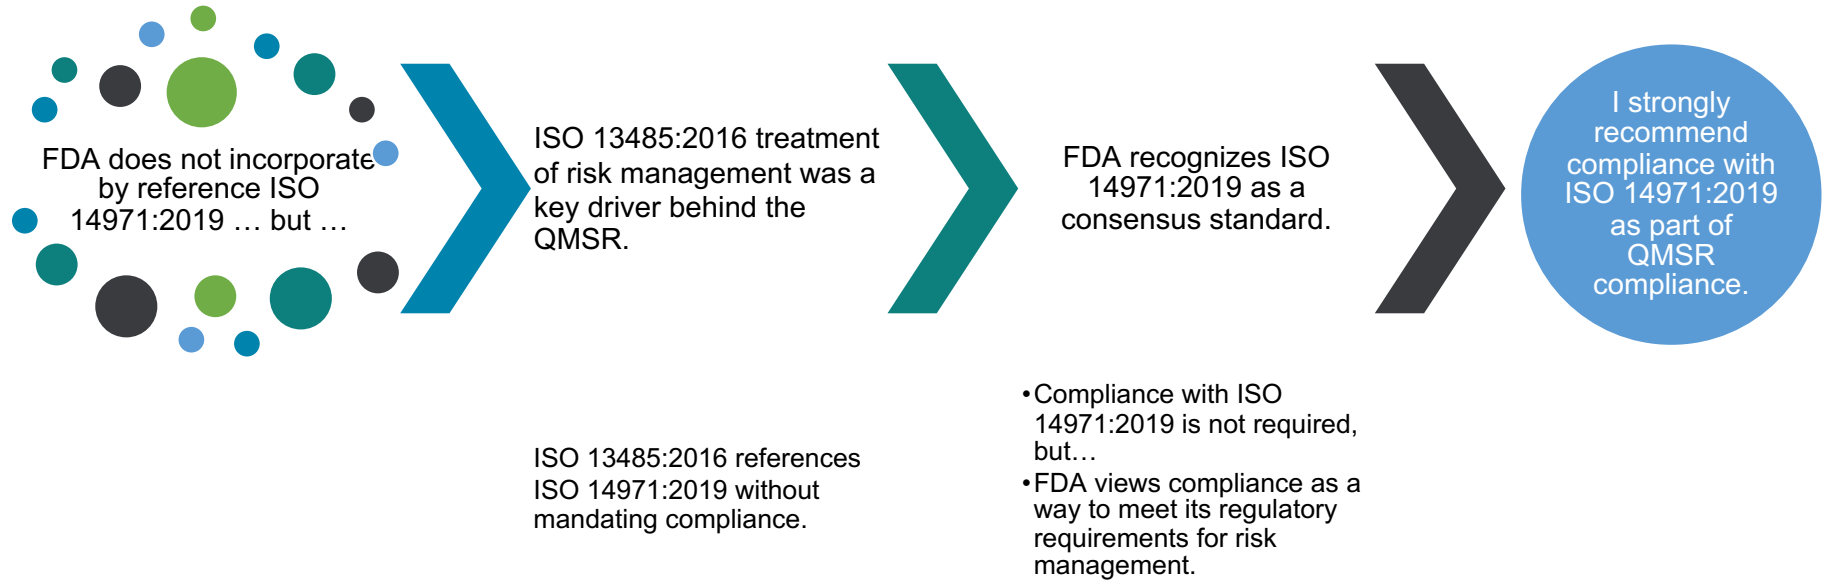 FDA does not incorporate
by reference ISO
14971:2019 … but …
ISO 13485:2016 treatment
of risk management was a
key driver behind the
QMSR.
ISO 13485:2016 references
ISO 14971:2019 without
mandating compliance.
FDA recognizes ISO
14971:2019 as a
consensus standard.
•Compliance with ISO
14971:2019 is not required,
but…
•FDA views compliance as a
way to meet its regulatory
requirements for risk
management.
I strongly
recommend
compliance with
ISO 14971:2019
as part of
QMSR
compliance.